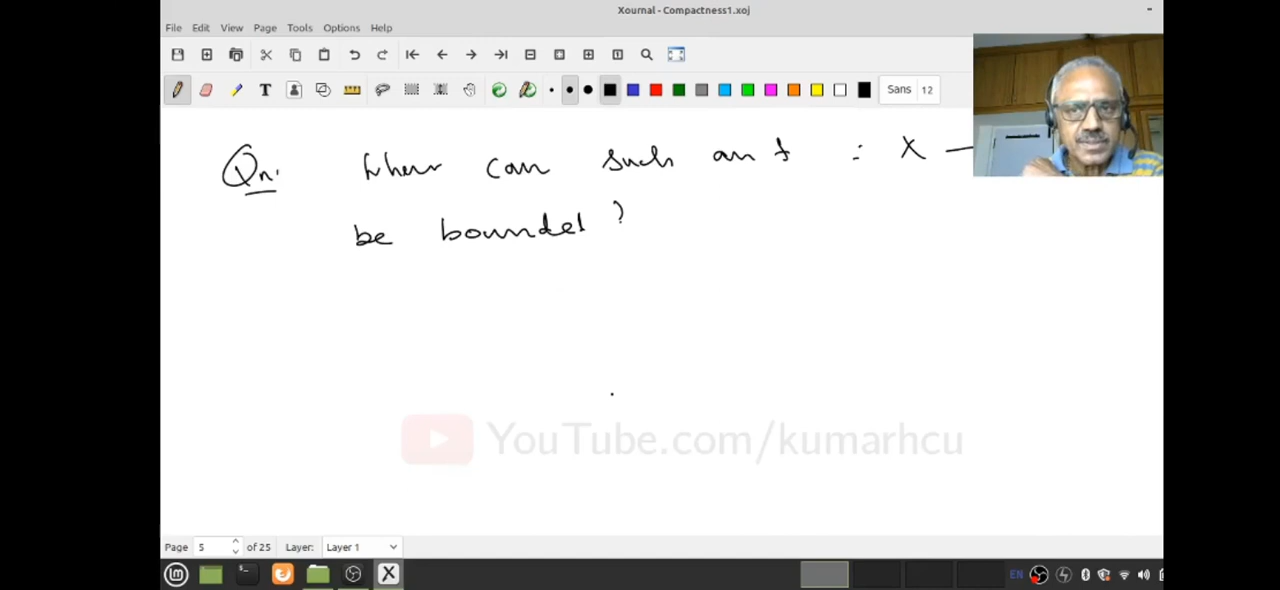 Xournal - Compactness1.xoj
File Edit View Page Tools Options Help
Sans 12
Qn. When can such an f : X —
be bounded ?
YouTube.com/kumarhcu
Page 5 of 25 Layer: Layer 1
EN